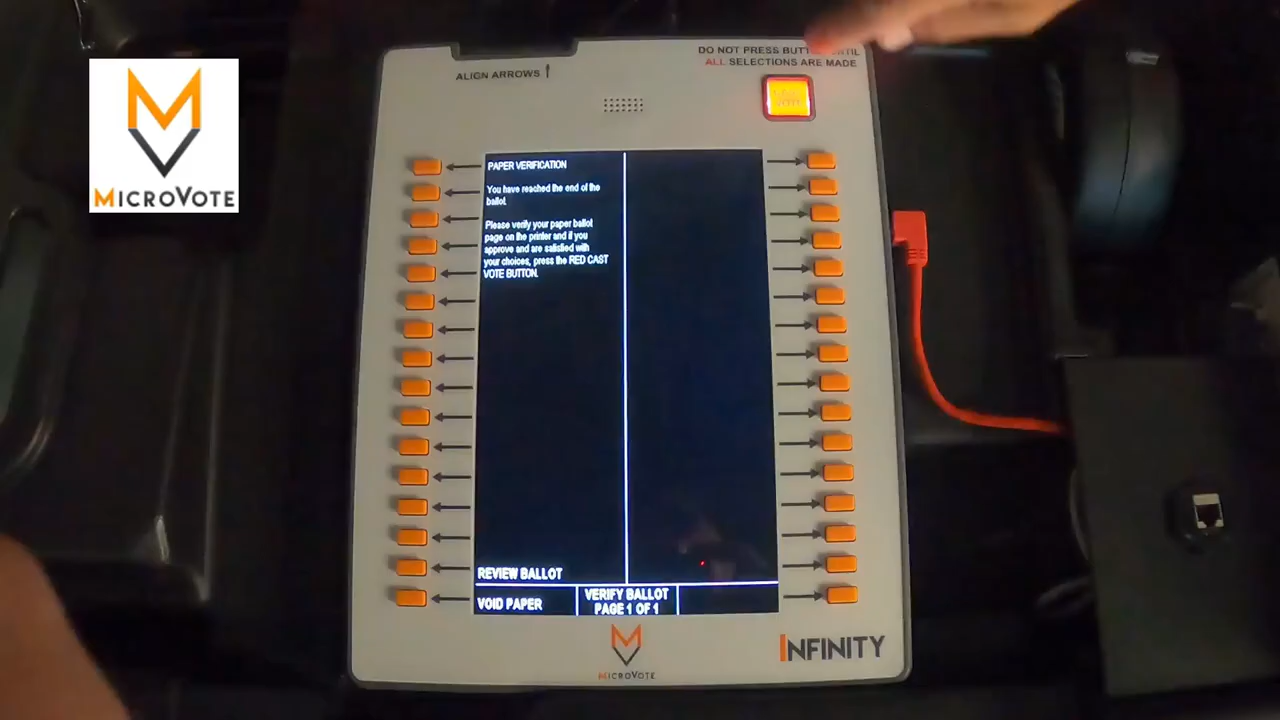 MICROVOTE
ALIGN ARROWS
DO NOT PRESS BUTTON UNTIL
ALL SELECTIONS ARE MADE
VOTE
PAPER VERIFICATION
You have reached the end of the
ballot.
Please verify your paper ballot
page on the printer and if you
approve and are satisfied with
your choices, press the RED CAST
VOTE BUTTON.
REVIEW BALLOT
VOID PAPER
VERIFY BALLOT
PAGE 1 OF 1
MICROVOTE
INFINITY